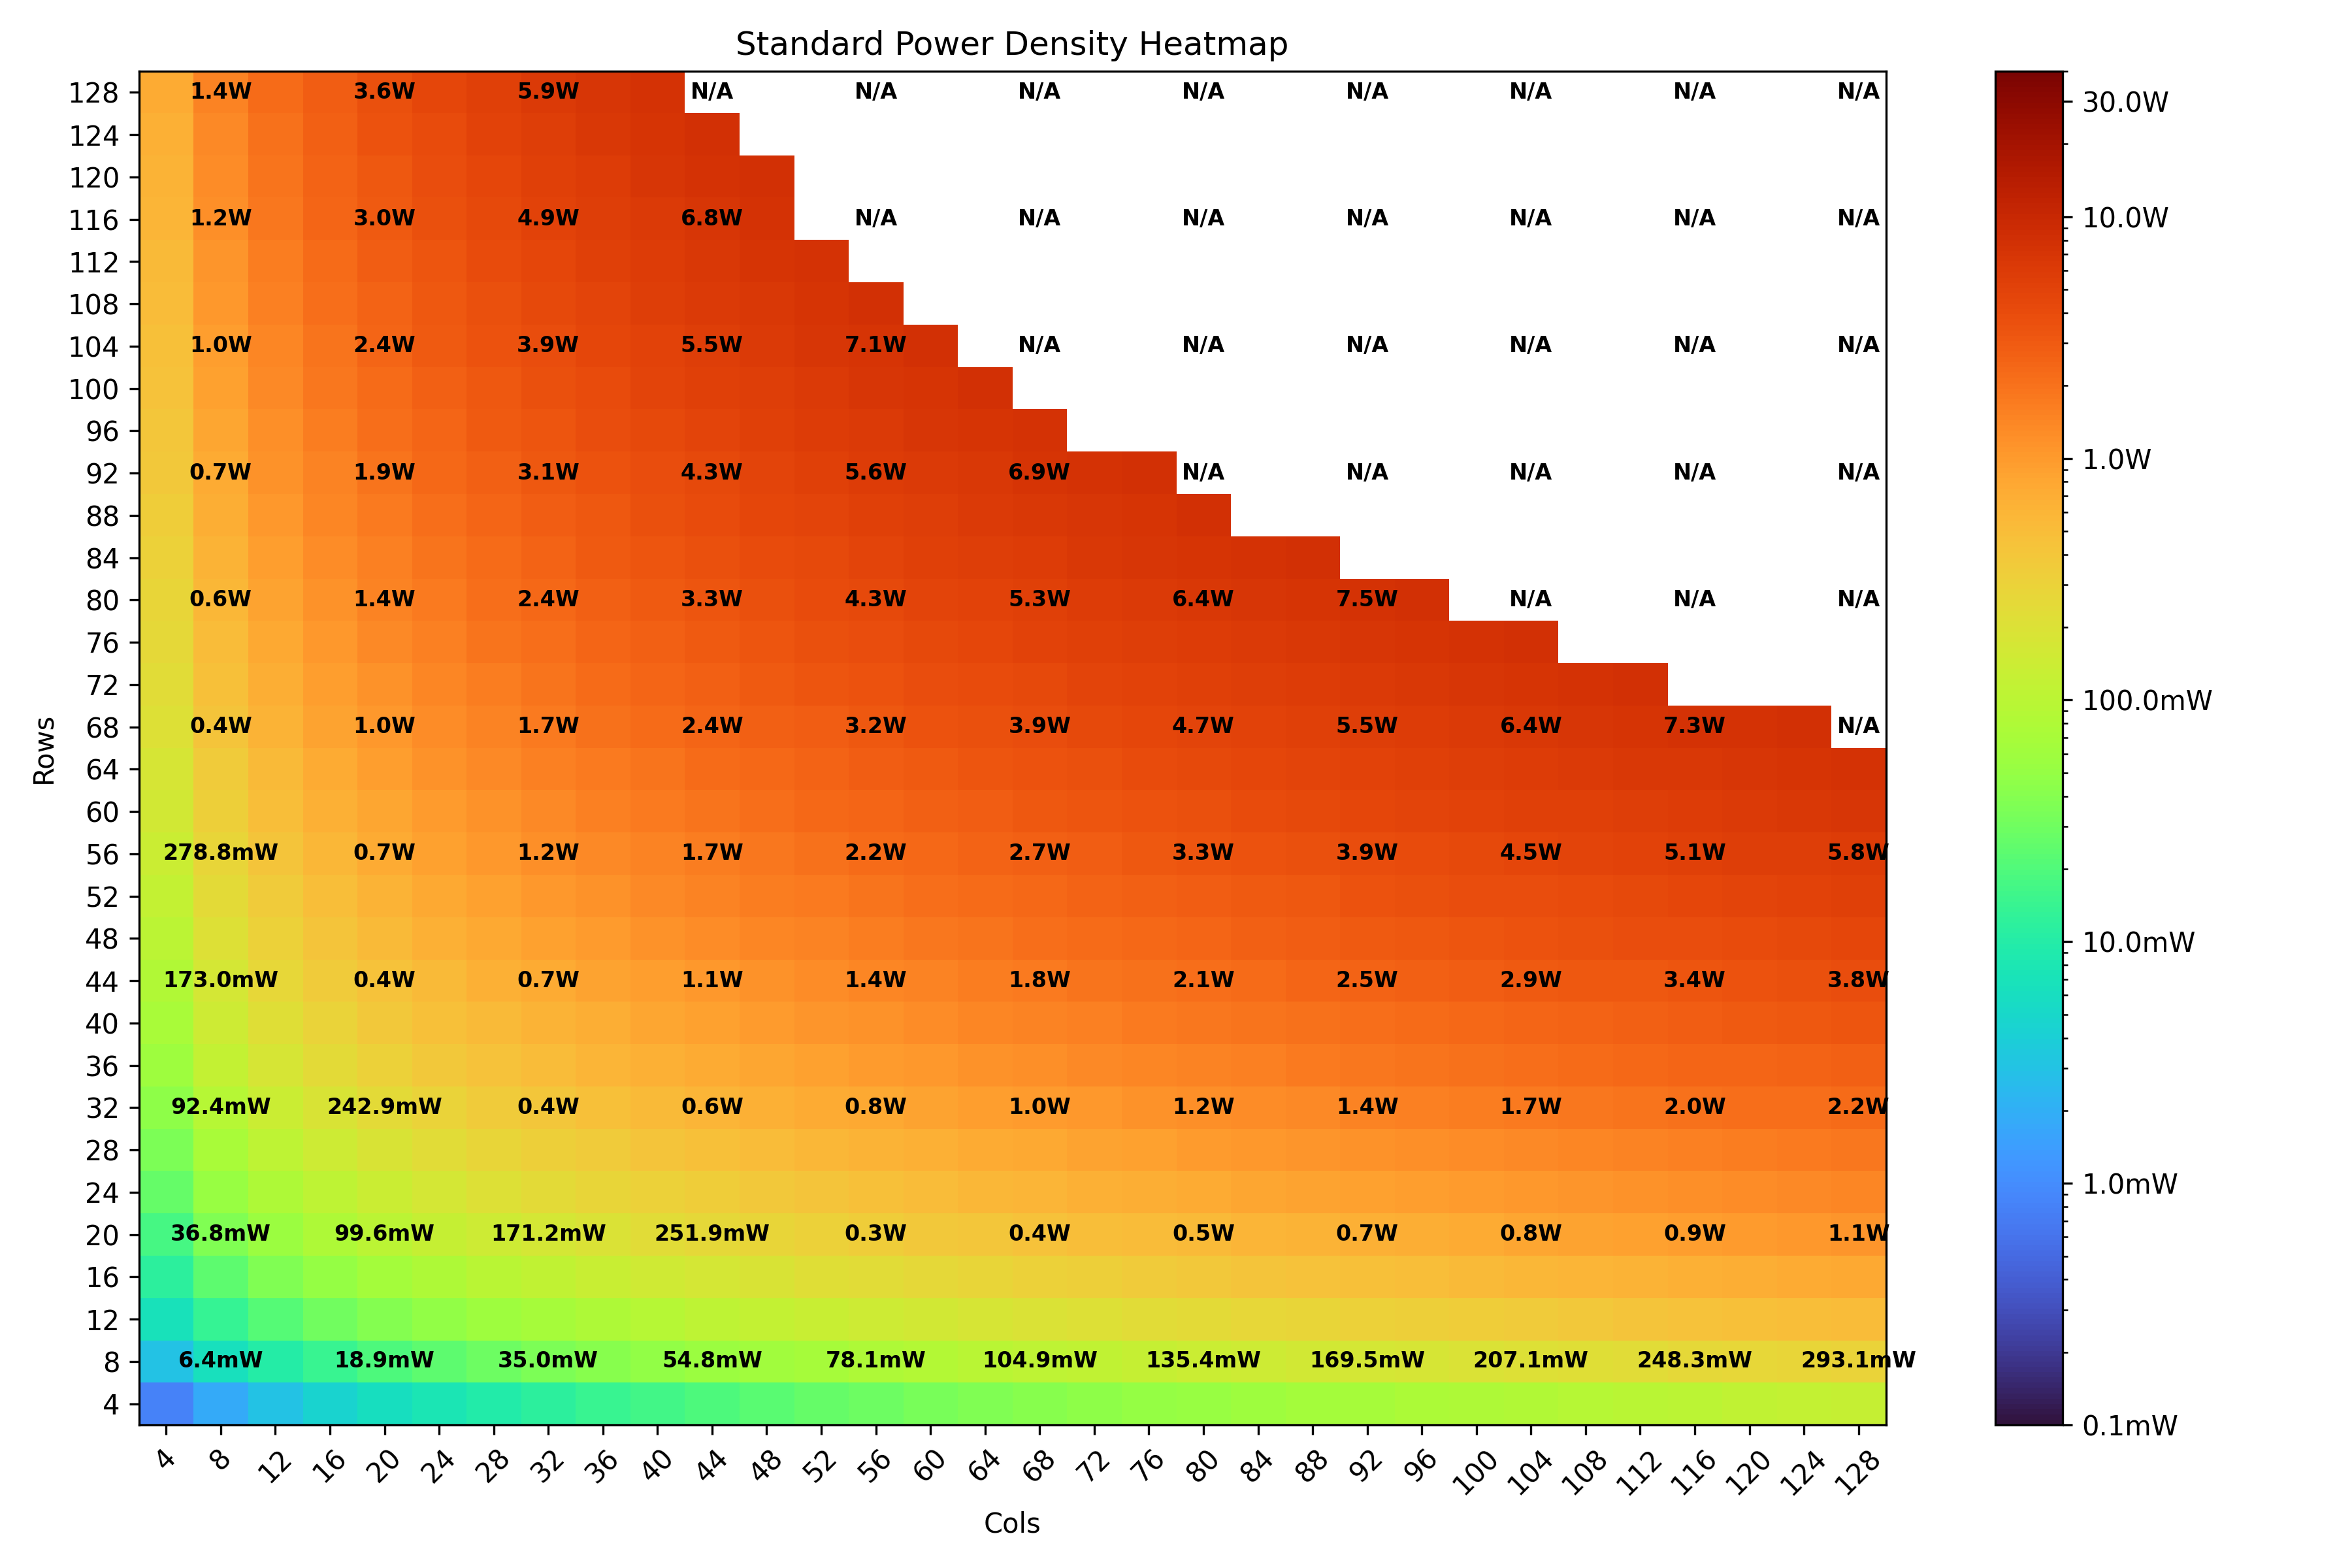 Standard Power Density Heatmap
128 1.4W 3.6W 5.9W N/A N/A N/A N/A N/A N/A N/A N/A 30.0W
124
120
116 1.2W 3.0W 4.9W 6.8W N/A N/A N/A N/A N/A N/A N/A 10.0W
112
108
104 1.0W 2.4W 3.9W 5.5W 7.1W N/A N/A N/A N/A N/A N/A
100
96
92 0.7W 1.9W 3.1W 4.3W 5.6W 6.9W N/A N/A N/A N/A N/A 1.0W
88
84
80 0.6W 1.4W 2.4W 3.3W 4.3W 5.3W 6.4W 7.5W N/A N/A N/A
76
72 100.0mW
68 0.4W 1.0W 1.7W 2.4W 3.2W 3.9W 4.7W 5.5W 6.4W 7.3W N/A
Rows
64
60
56 278.8mW 0.7W 1.2W 1.7W 2.2W 2.7W 3.3W 3.9W 4.5W 5.1W 5.8W
52
48 10.0mW
44 173.0mW 0.4W 0.7W 1.1W 1.4W 1.8W 2.1W 2.5W 2.9W 3.4W 3.8W
40
36
32 92.4mW 242.9mW 0.4W 0.6W 0.8W 1.0W 1.2W 1.4W 1.7W 2.0W 2.2W
28
24 1.0mW
20 36.8mW 99.6mW 171.2mW 251.9mW 0.3W 0.4W 0.5W 0.7W 0.8W 0.9W 1.1W
16
12
8 6.4mW 18.9mW 35.0mW 54.8mW 78.1mW 104.9mW 135.4mW 169.5mW 207.1mW 248.3mW 293.1mW
4 0.1mW
4 8 12 16 20 24 28 32 36 40 44 48 52 56 60 64 68 72 76 80 84 88 92 96 100 104 108 112 116 120 124 128
Cols